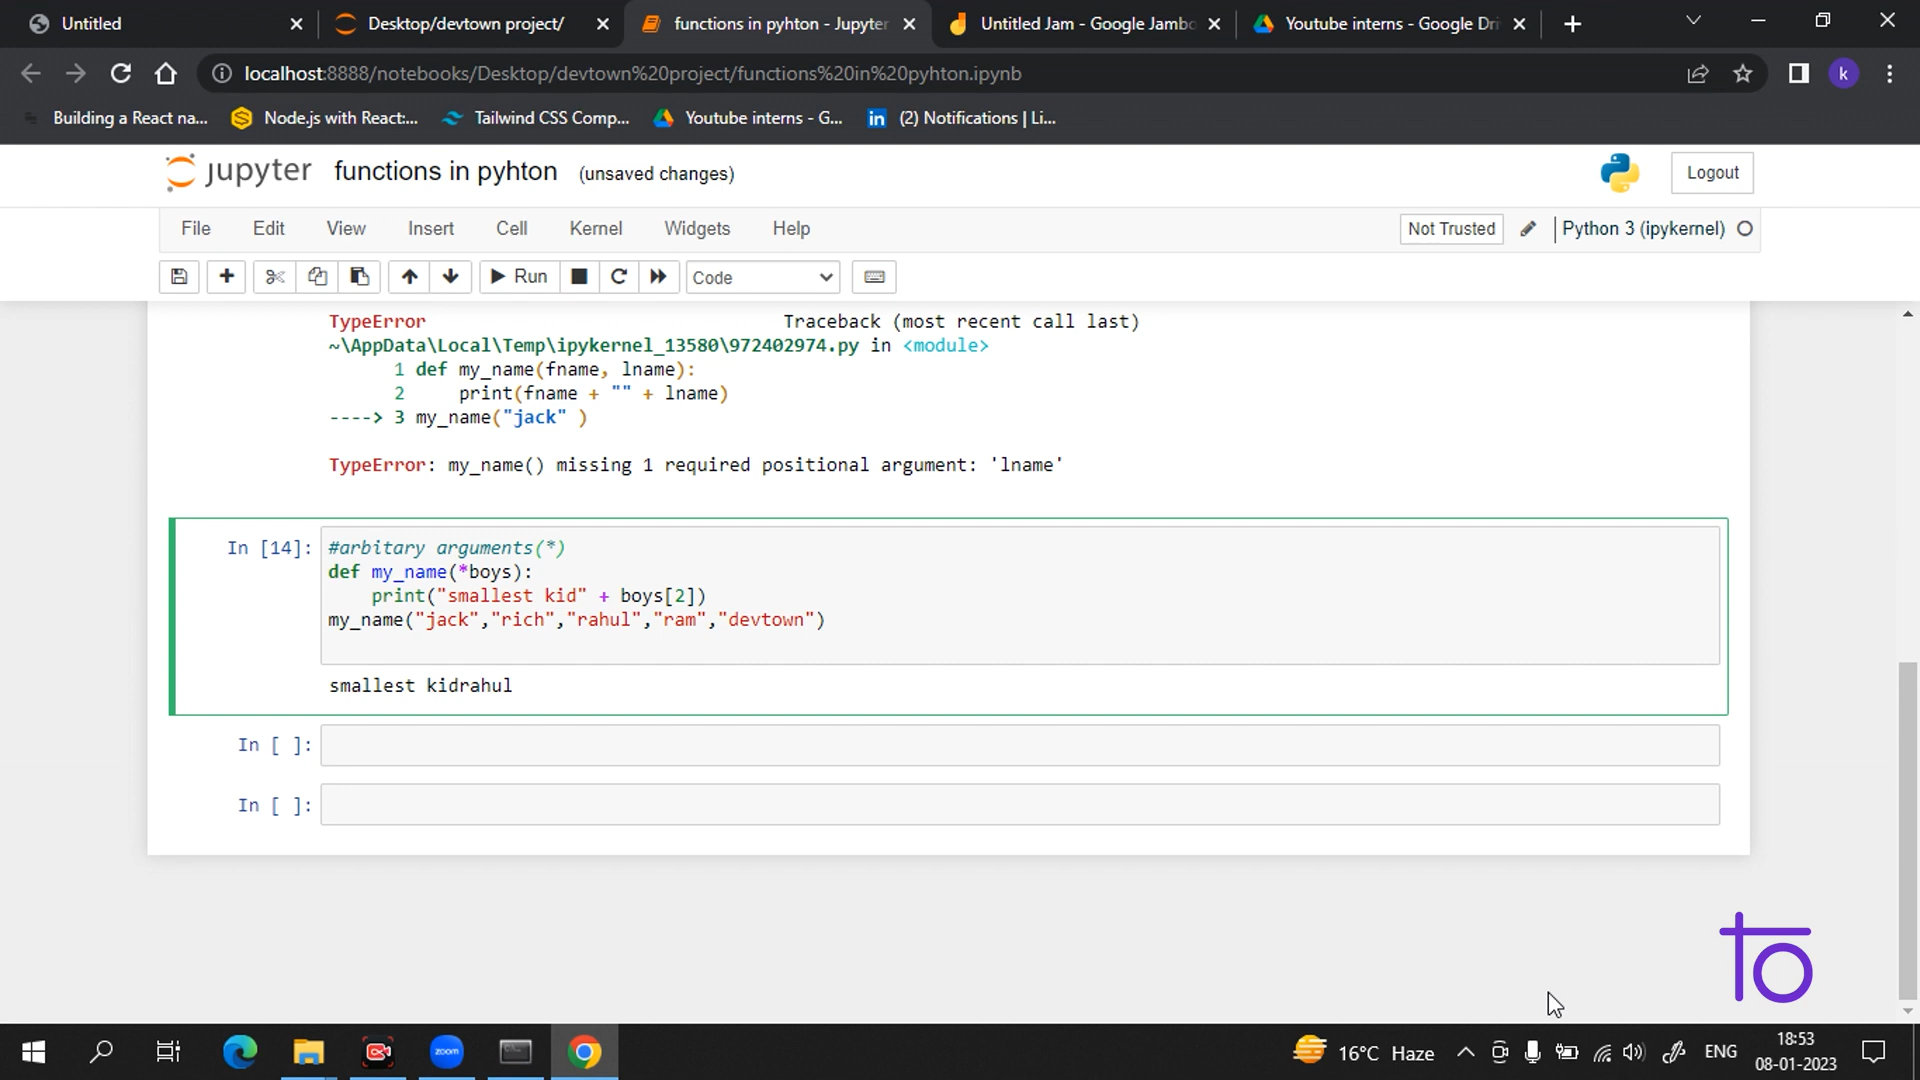 Untitled
Desktop/devtown project/
functions in pyhton - Jupyter
Untitled Jam - Google Jambo
Youtube interns - Google Dri
localhost:8888/notebooks/Desktop/devtown%20project/functions%20in%20pyhton.ipynb
k
Building a React na...
Node.js with React:...
Tailwind CSS Comp...
Youtube interns - G...
in
(2) Notifications | Li...
jupyter
functions in pyhton
(unsaved changes)
Logout
File
Edit
View
Insert
Cell
Kernel
Widgets
Help
Not Trusted
Python 3 (ipykernel)
Run
Code
TypeError Traceback (most recent call last)
~\AppData\Local\Temp\ipykernel_13580\972402974.py in <module>
1 def my_name(fname, lname):
2 print(fname + "" + lname)
----> 3 my_name("jack" )
TypeError: my_name() missing 1 required positional argument: 'lname'
In [14]:
#arbitary arguments(*)
def my_name(*boys):
print("smallest kid" + boys[2])
my_name("jack","rich","rahul","ram","devtown")
smallest kidrahul
In [ ]:
In [ ]:
to
zoom
16°C Haze
ENG
18:53
08-01-2023